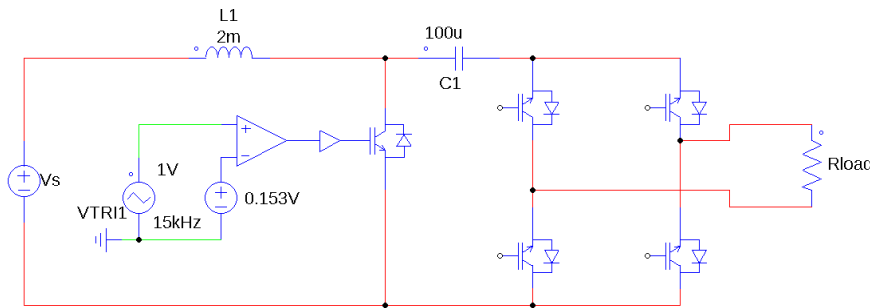 L1
2m
100u
C1
Vs
1V
VTRI1
15kHz
0.153V
Rload